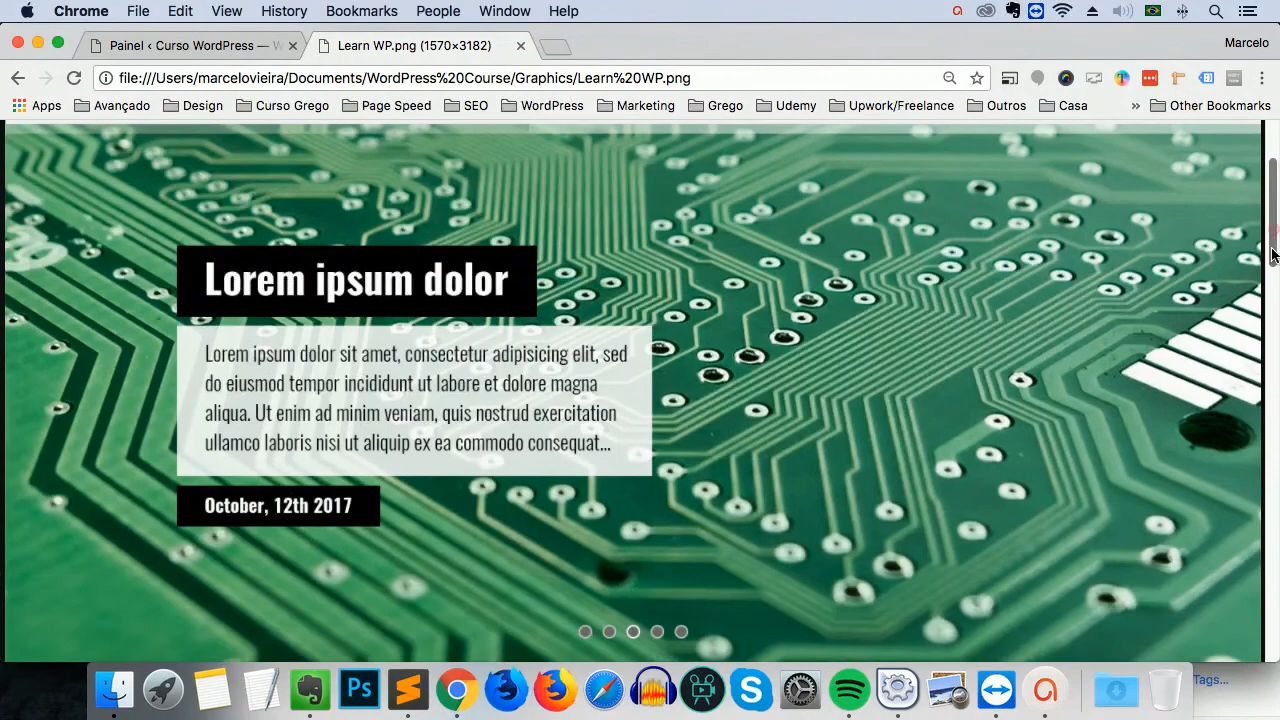 Chrome File Edit View History Bookmarks People Window Help
Painel ‹ Curso WordPress — W
Learn WP.png (1570×3182)
Marcelo
file:///Users/marcelovieira/Documents/WordPress%20Course/Graphics/Learn%20WP.png
Apps Avançado Design Curso Grego Page Speed SEO WordPress Marketing Grego Udemy Upwork/Freelance Outros Casa » Other Bookmarks
Lorem ipsum dolor
Lorem ipsum dolor sit amet, consectetur adipisicing elit, sed
do eiusmod tempor incididunt ut labore et dolore magna
aliqua. Ut enim ad minim veniam, quis nostrud exercitation
ullamco laboris nisi ut aliquip ex ea commodo consequat...
October, 12th 2017
Ps
Tags...